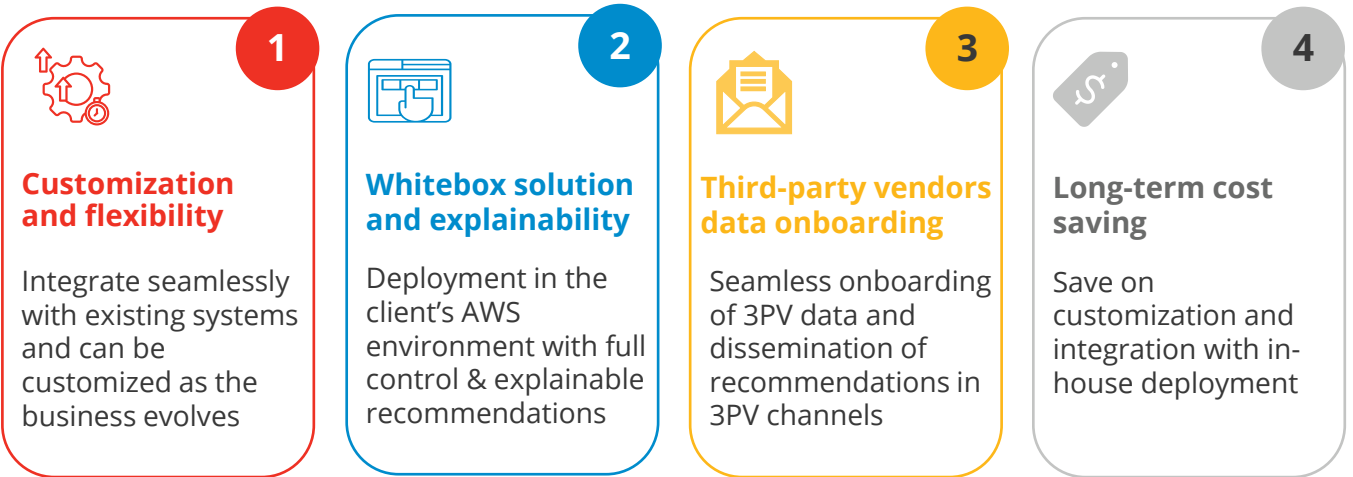 1
Customization
and flexibility
Integrate seamlessly
with existing systems
and can be
customized as the
business evolves
2
Whitebox solution
and explainability
Deployment in the
client’s AWS
environment with full
control & explainable
recommendations
3
Third-party vendors
data onboarding
Seamless onboarding
of 3PV data and
dissemination of
recommendations in
3PV channels
4
$
Long-term cost
saving
Save on
customization and
integration with in-
house deployment